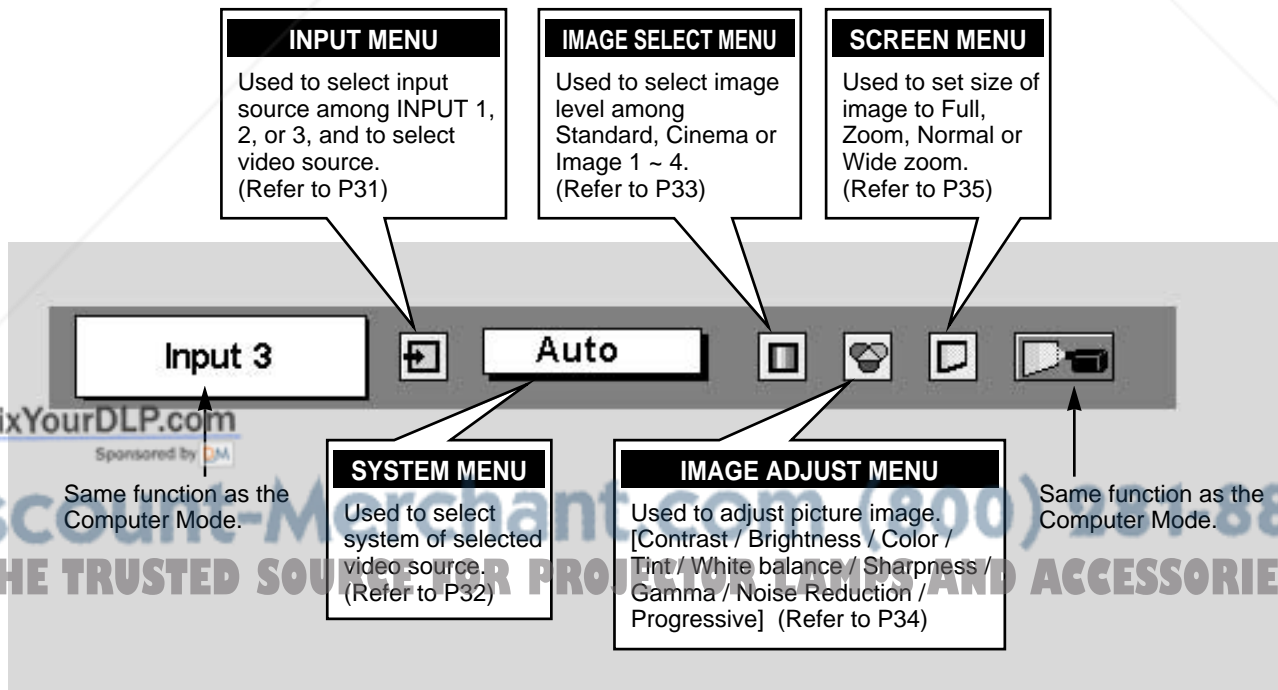 INPUT MENU
Used to select input
source among INPUT 1,
2, or 3, and to select
video source.
(Refer to P31)
IMAGE SELECT MENU
Used to select image
level among
Standard, Cinema or
Image 1 ~ 4.
(Refer to P33)
SCREEN MENU
Used to set size of
image to Full,
Zoom, Normal or
Wide zoom.
(Refer to P35)
Input 3
Auto
ixYourDLP.com
Sponsored by DM
Same function as the
Computer Mode.
SYSTEM MENU
Used to select
system of selected
video source.
(Refer to P32)
IMAGE ADJUST MENU
Used to adjust picture image.
[Contrast / Brightness / Color /
Tint / White balance / Sharpness /
Gamma / Noise Reduction /
Progressive] (Refer to P34)
Same function as the
Computer Mode.
scount-Merchant.com (800) 281-88
HE TRUSTED SOURCE FOR PROJECTOR LAMPS AND ACCESSORIE